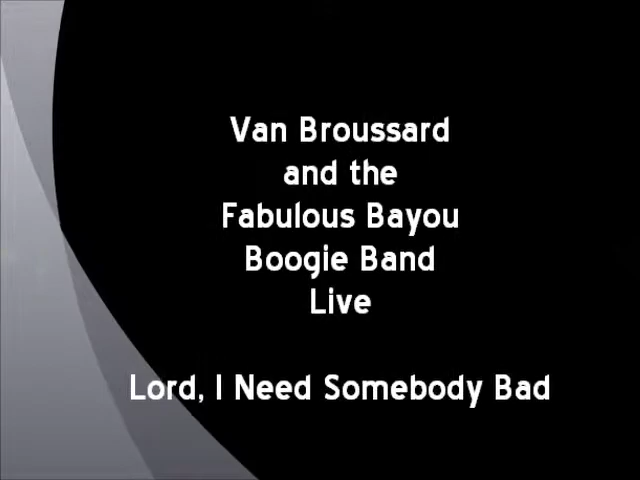 Van Broussard
and the
Fabulous Bayou
Boogie Band
Live
Lord, I Need Somebody Bad